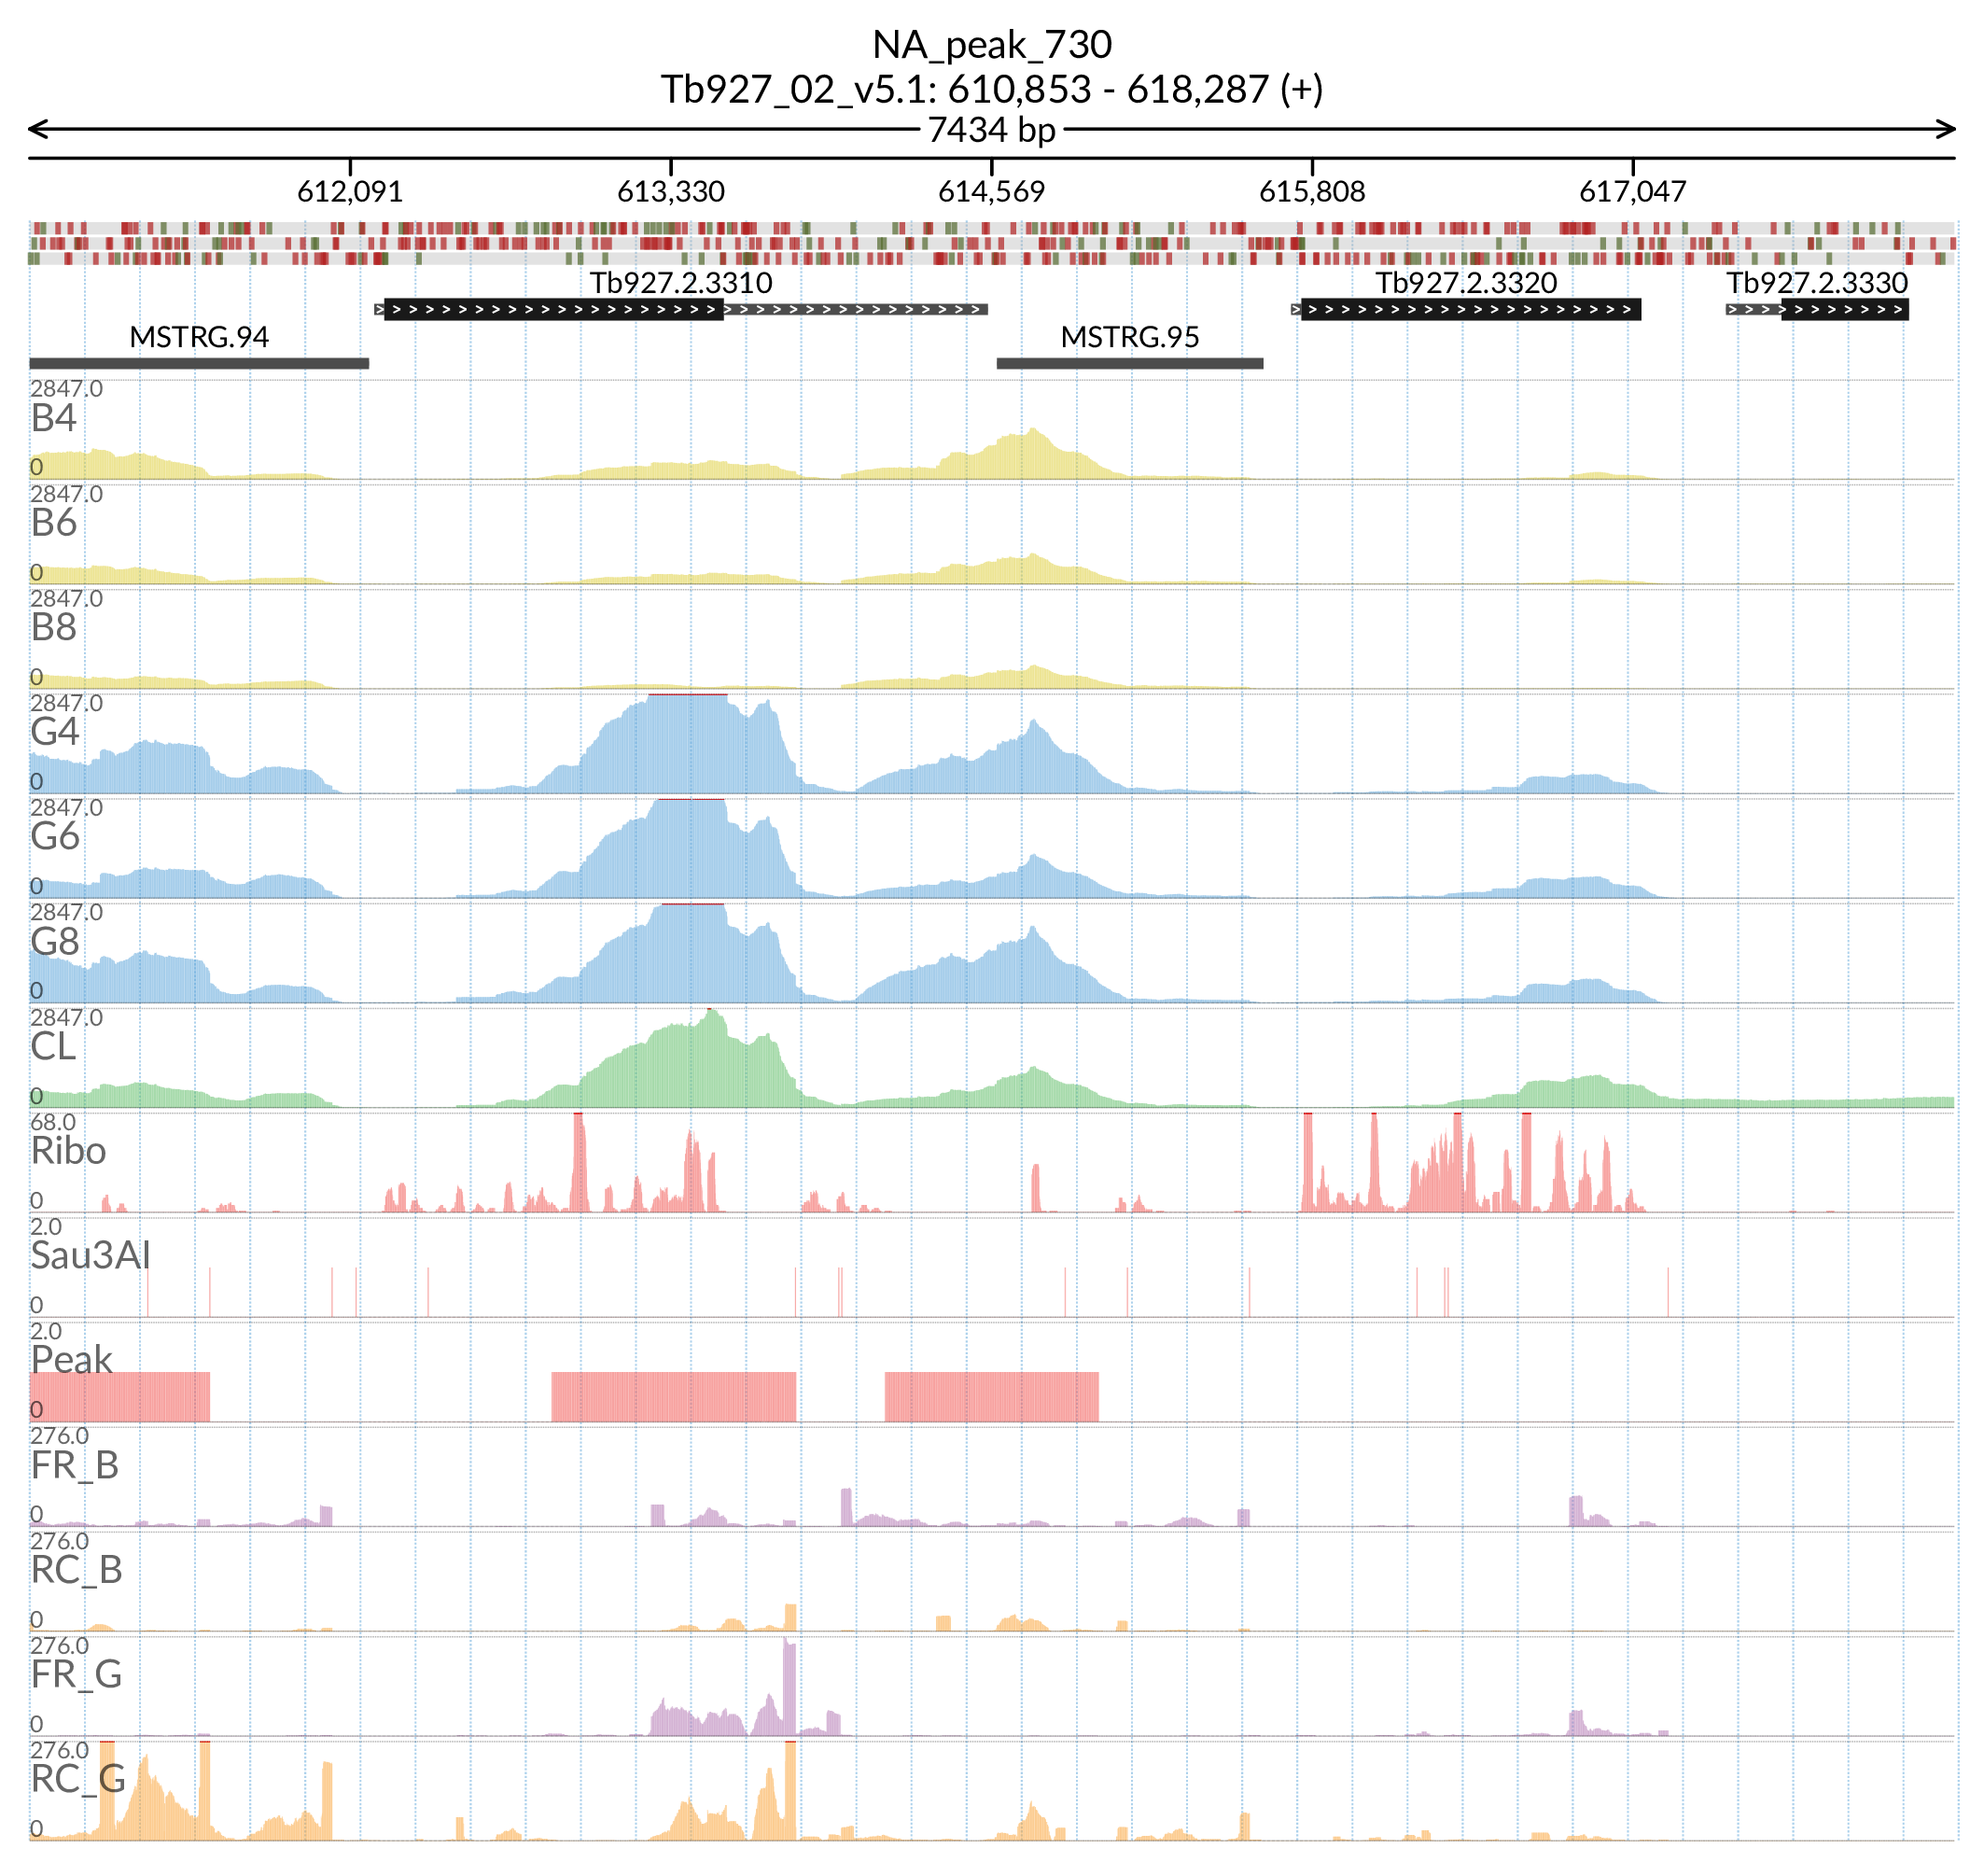 NA_peak_730
Tb927_02_v5.1: 610,853 - 618,287 (+)
7434 bp
612,091 613,330 614,569 615,808 617,047
Tb927.2.3310 Tb927.2.3320 Tb927.2.3330
MSTRG.94 MSTRG.95
2847.0
B4
0
2847.0
B6
0
2847.0
B8
0
2847.0
G4
0
2847.0
G6
0
2847.0
G8
0
2847.0
CL
0
68.0
Ribo
0
2.0
Sau3AI
0
2.0
Peak
0
276.0
FR_B
0
276.0
RC_B
0
276.0
FR_G
0
276.0
RC_G
0